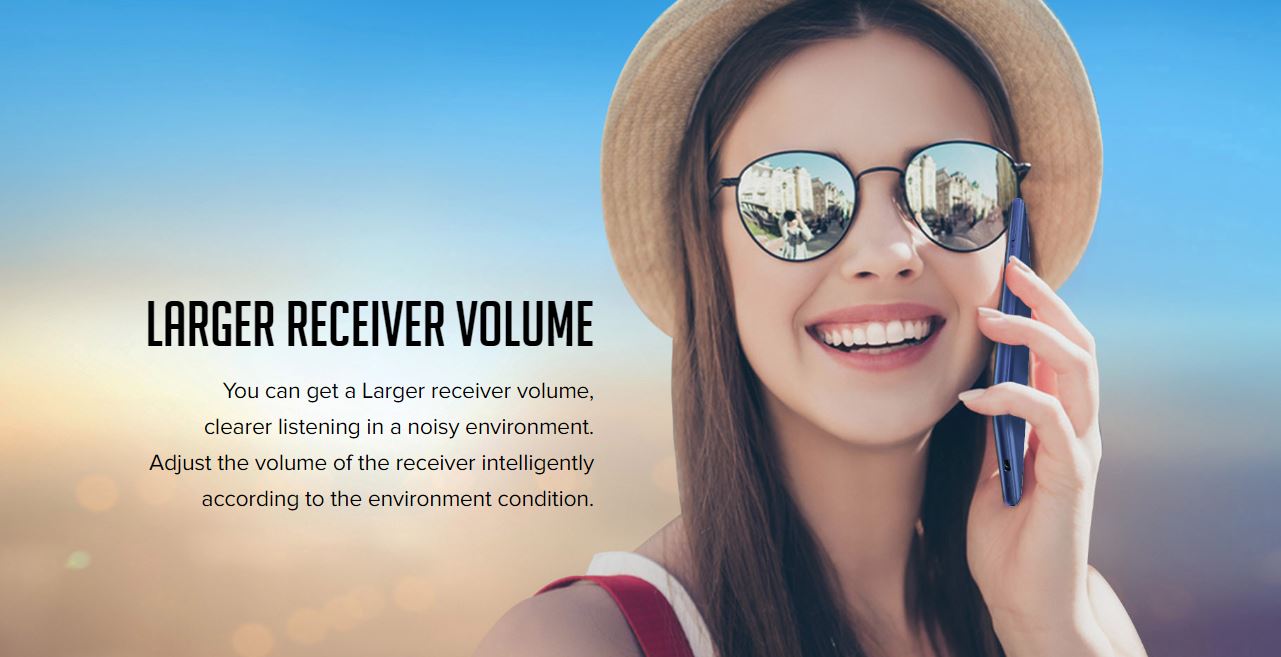 LARGER RECEIVER VOLUME
You can get a Larger receiver volume,
clearer listening in a noisy environment.
Adjust the volume of the receiver intelligently
according to the environment condition.